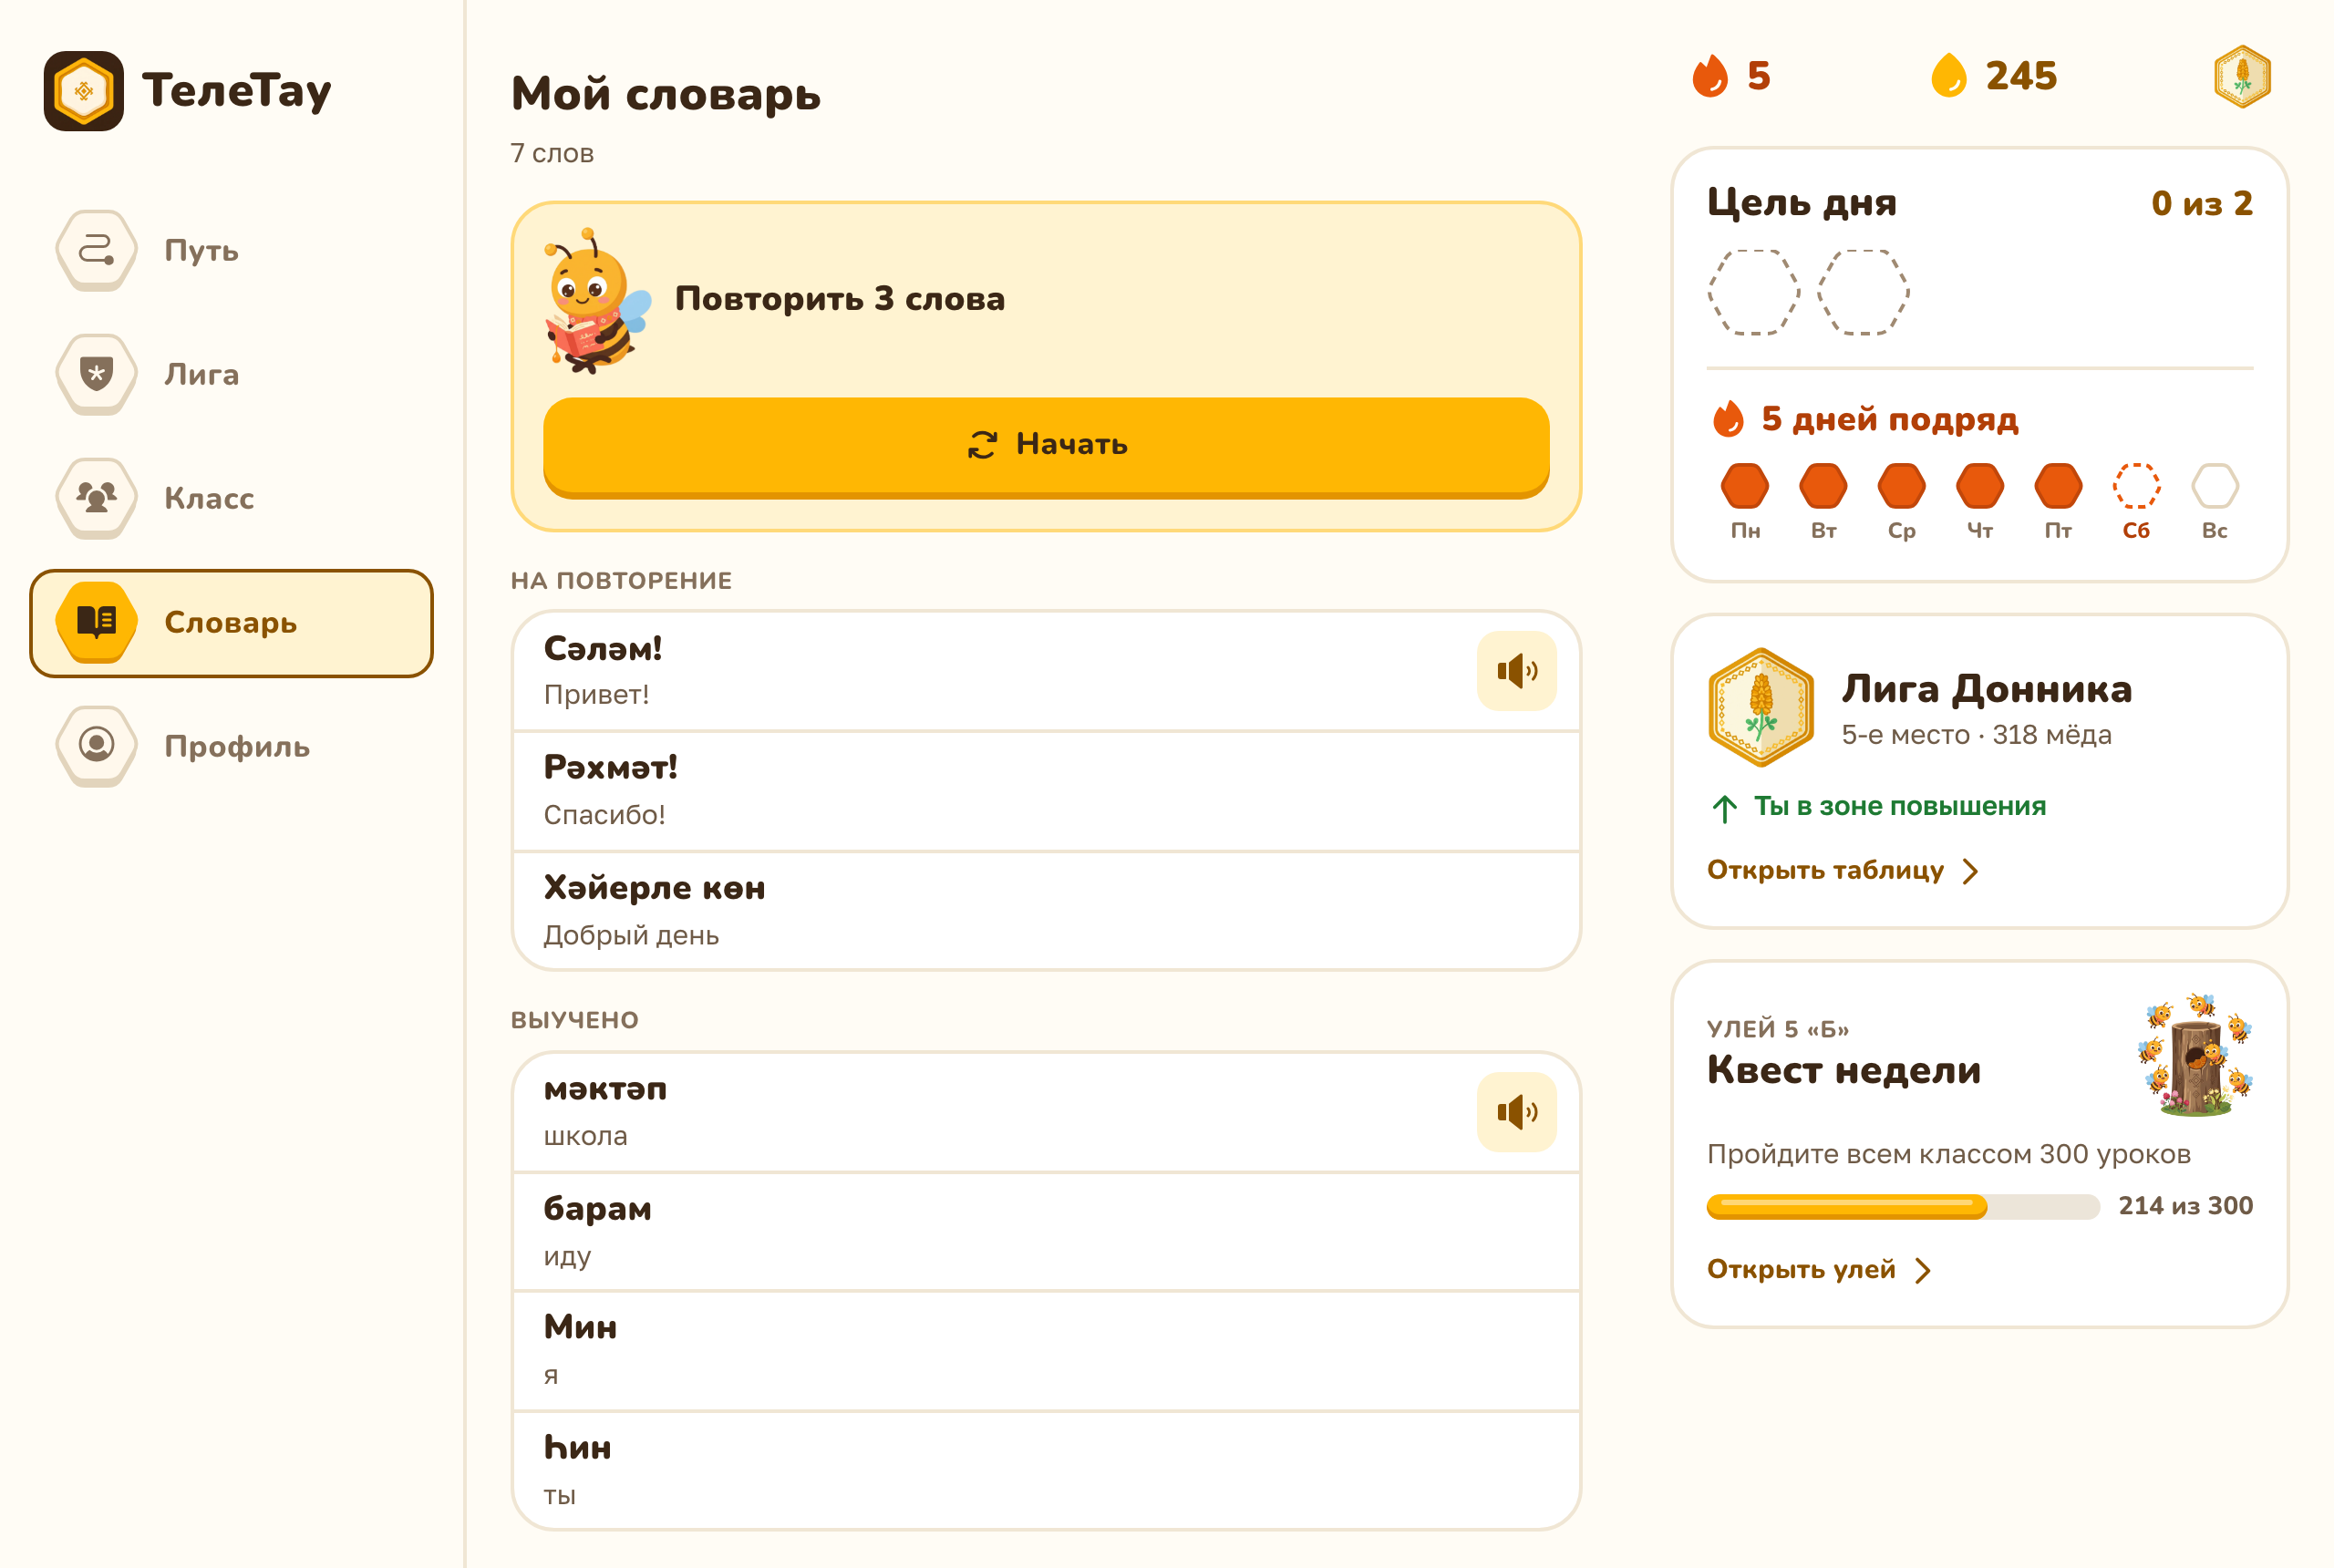 ТелеТау
Путь
Лига
Класс
Словарь
Профиль
Мой словарь
7 слов
Повторить 3 слова
Начать
НА ПОВТОРЕНИЕ
Сәләм!
Привет!
Рәхмәт!
Спасибо!
Хәйерле көн
Добрый день
ВЫУЧЕНО
мәктәп
школа
барам
иду
Мин
я
Һин
ты
5
245
Цель дня
0 из 2
5 дней подряд
Пн Вт Ср Чт Пт Сб Вс
Лига Донника
5-е место · 318 мёда
Ты в зоне повышения
Открыть таблицу
УЛЕЙ 5 «Б»
Квест недели
Пройдите всем классом 300 уроков
214 из 300
Открыть улей